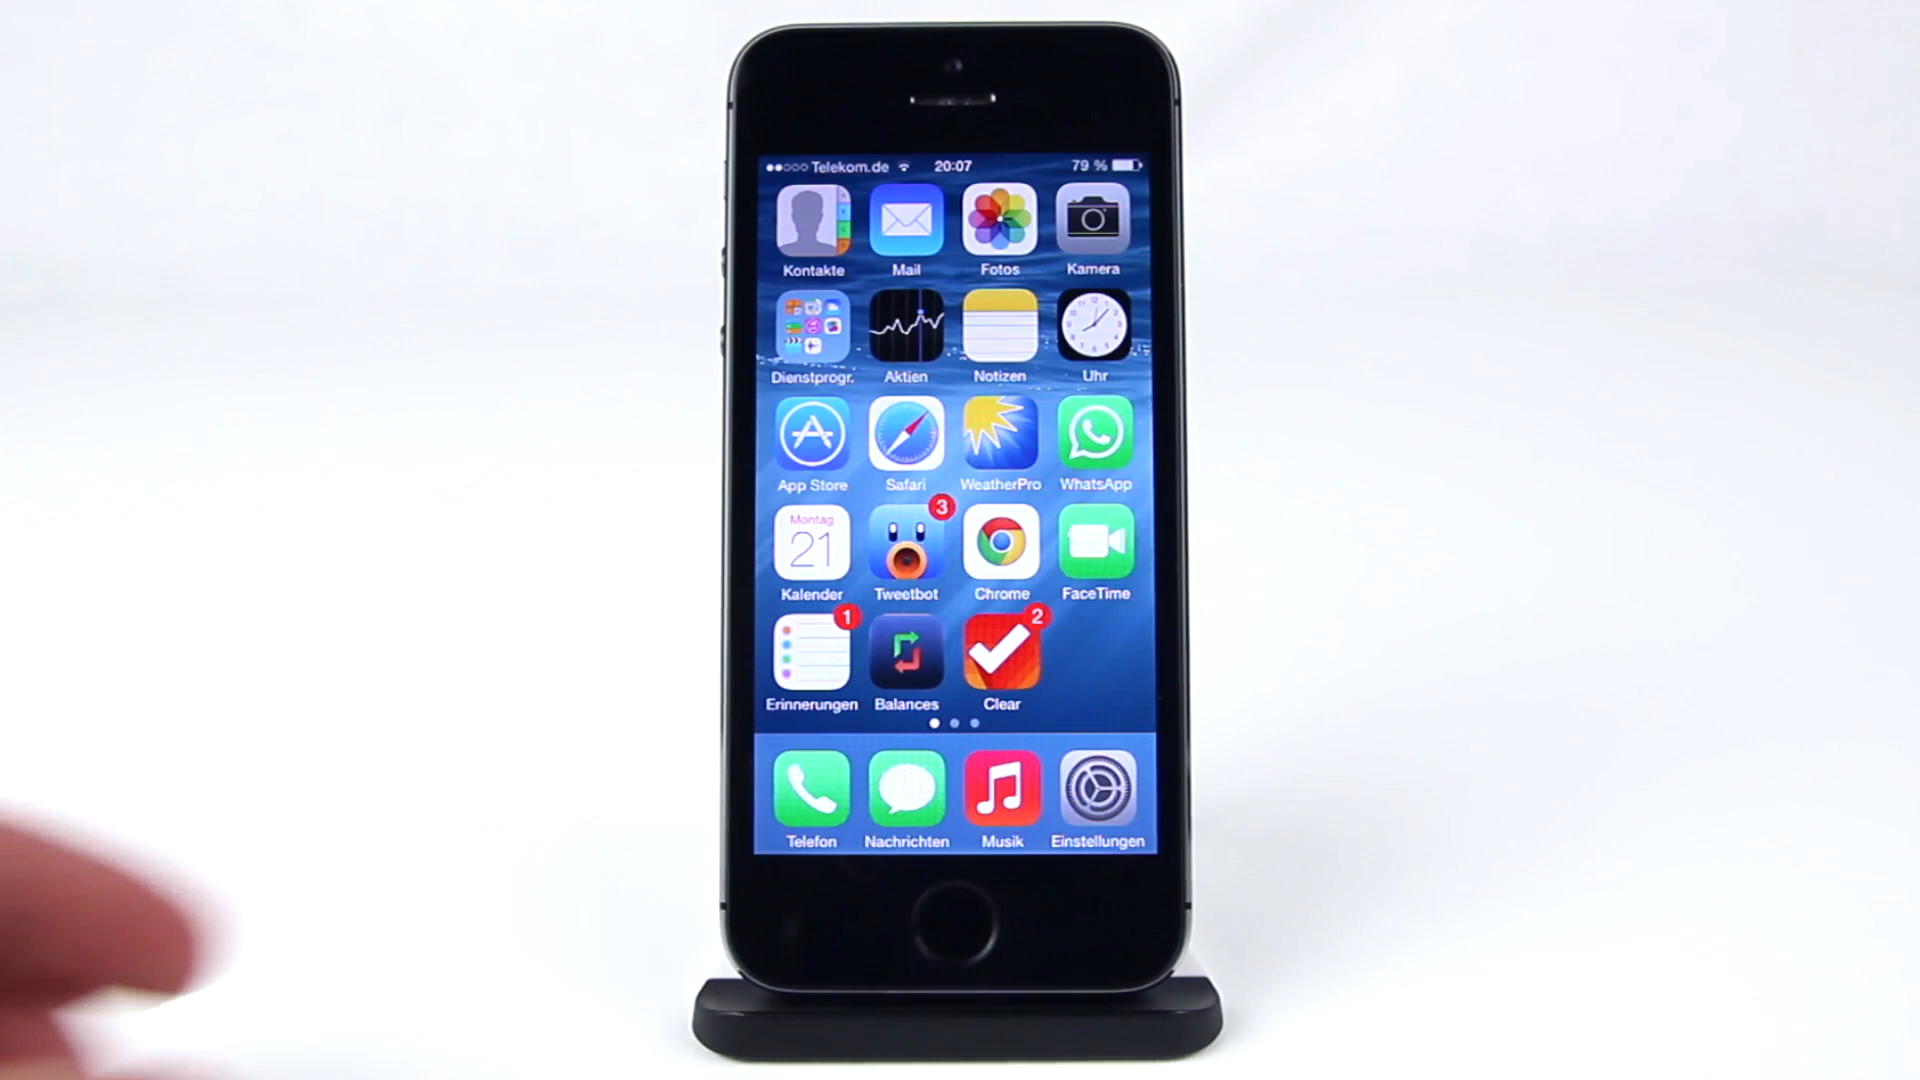 Telekom.de 20:07 79 %
Kontakte Mail Fotos Kamera
Dienstprogr. Aktien Notizen Uhr
App Store Safari WeatherPro WhatsApp
3
Montag
21
Kalender Tweetbot Chrome FaceTime
1 2
Erinnerungen Balances Clear
Telefon Nachrichten Musik Einstellungen